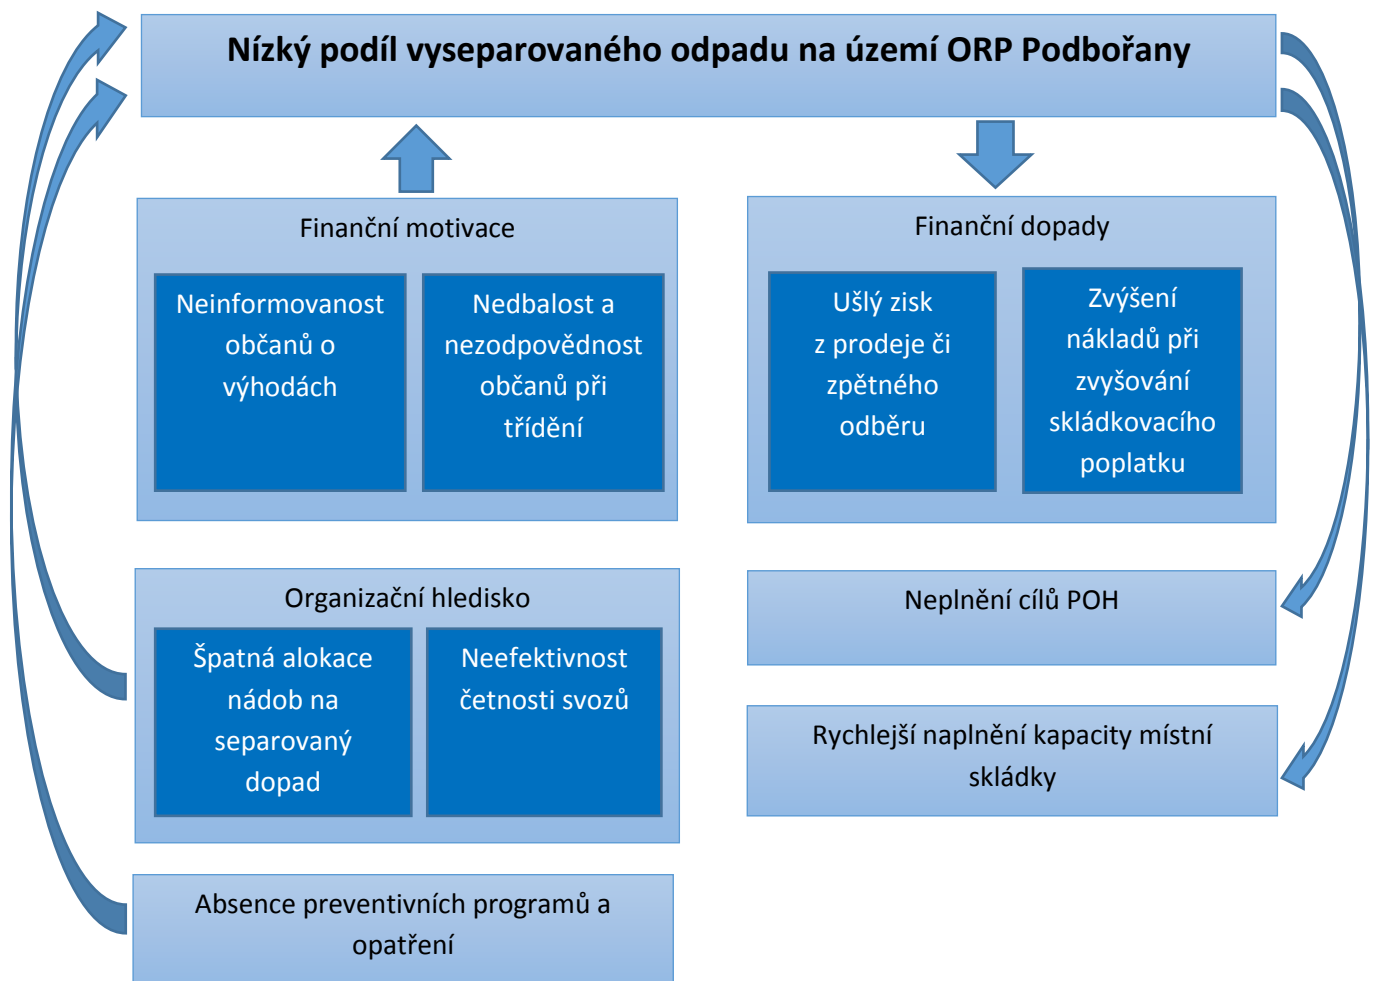 Nízký podíl vyseparovaného odpadu na území ORP Podbořany
Finanční motivace
Neinformovanost
občanů o
výhodách
Nedbalost a
nezodpovědnost
občanů při
třídění
Organizační hledisko
Špatná alokace
nádob na
separovaný
dopad
Neefektivnost
četnosti svozů
Absence preventivních programů a
opatření
Finanční dopady
Ušlý zisk
z prodeje či
zpětného
odběru
Zvýšení
nákladů při
zvyšování
skládkovacího
poplatku
Neplnění cílů POH
Rychlejší naplnění kapacity místní
skládky